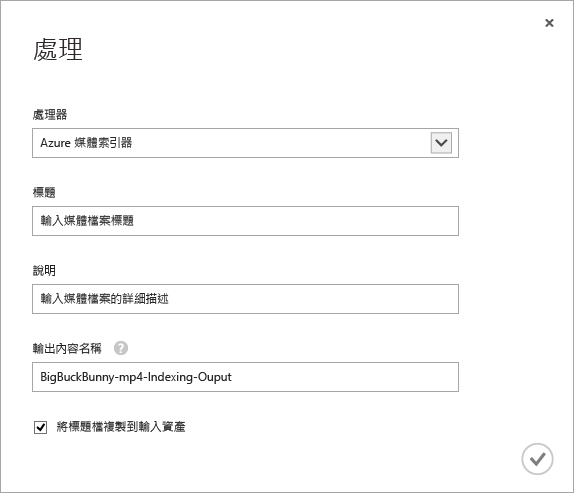 處理
處理器
Azure 媒體索引器
標題
輸入媒體檔案標題
說明
輸入媒體檔案的詳細描述
輸出內容名稱 ?
BigBuckBunny-mp4-Indexing-Ouput
將標題檔複製到輸入資產